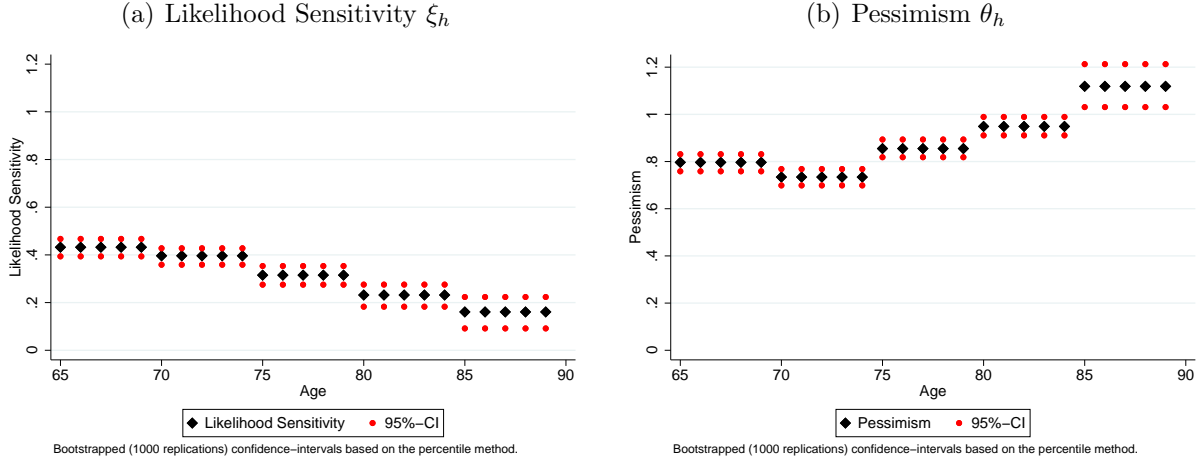 (a) Likelihood Sensitivity ξ_h
Likelihood Sensitivity
1.2
1
.8
.6
.4
.2
0
65 70 75 80 85 90
Age
Likelihood Sensitivity 95%−CI
Bootstrapped (1000 replications) confidence−intervals based on the percentile method.
(b) Pessimism θ_h
Pessimism
1.2
1
.8
.6
.4
.2
0
65 70 75 80 85 90
Age
Pessimism 95%−CI
Bootstrapped (1000 replications) confidence−intervals based on the percentile method.